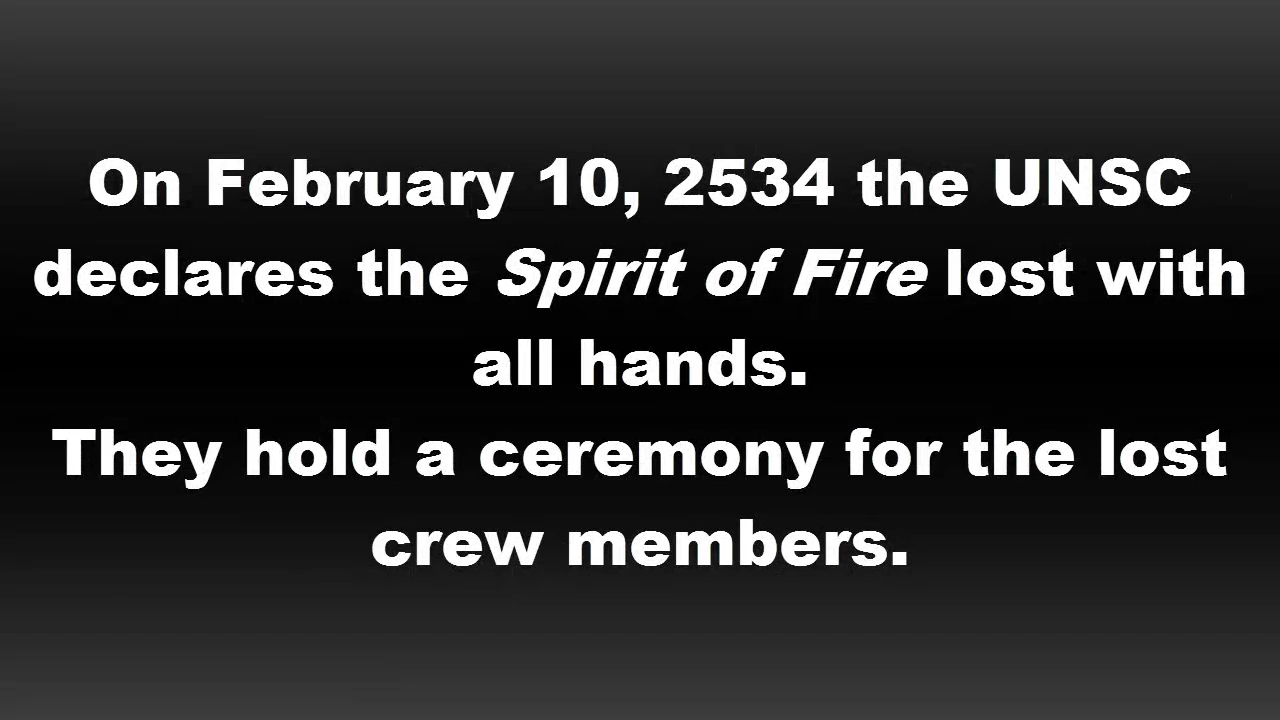 On February 10, 2534 the UNSC
declares the Spirit of Fire lost with
all hands.
They hold a ceremony for the lost
crew members.